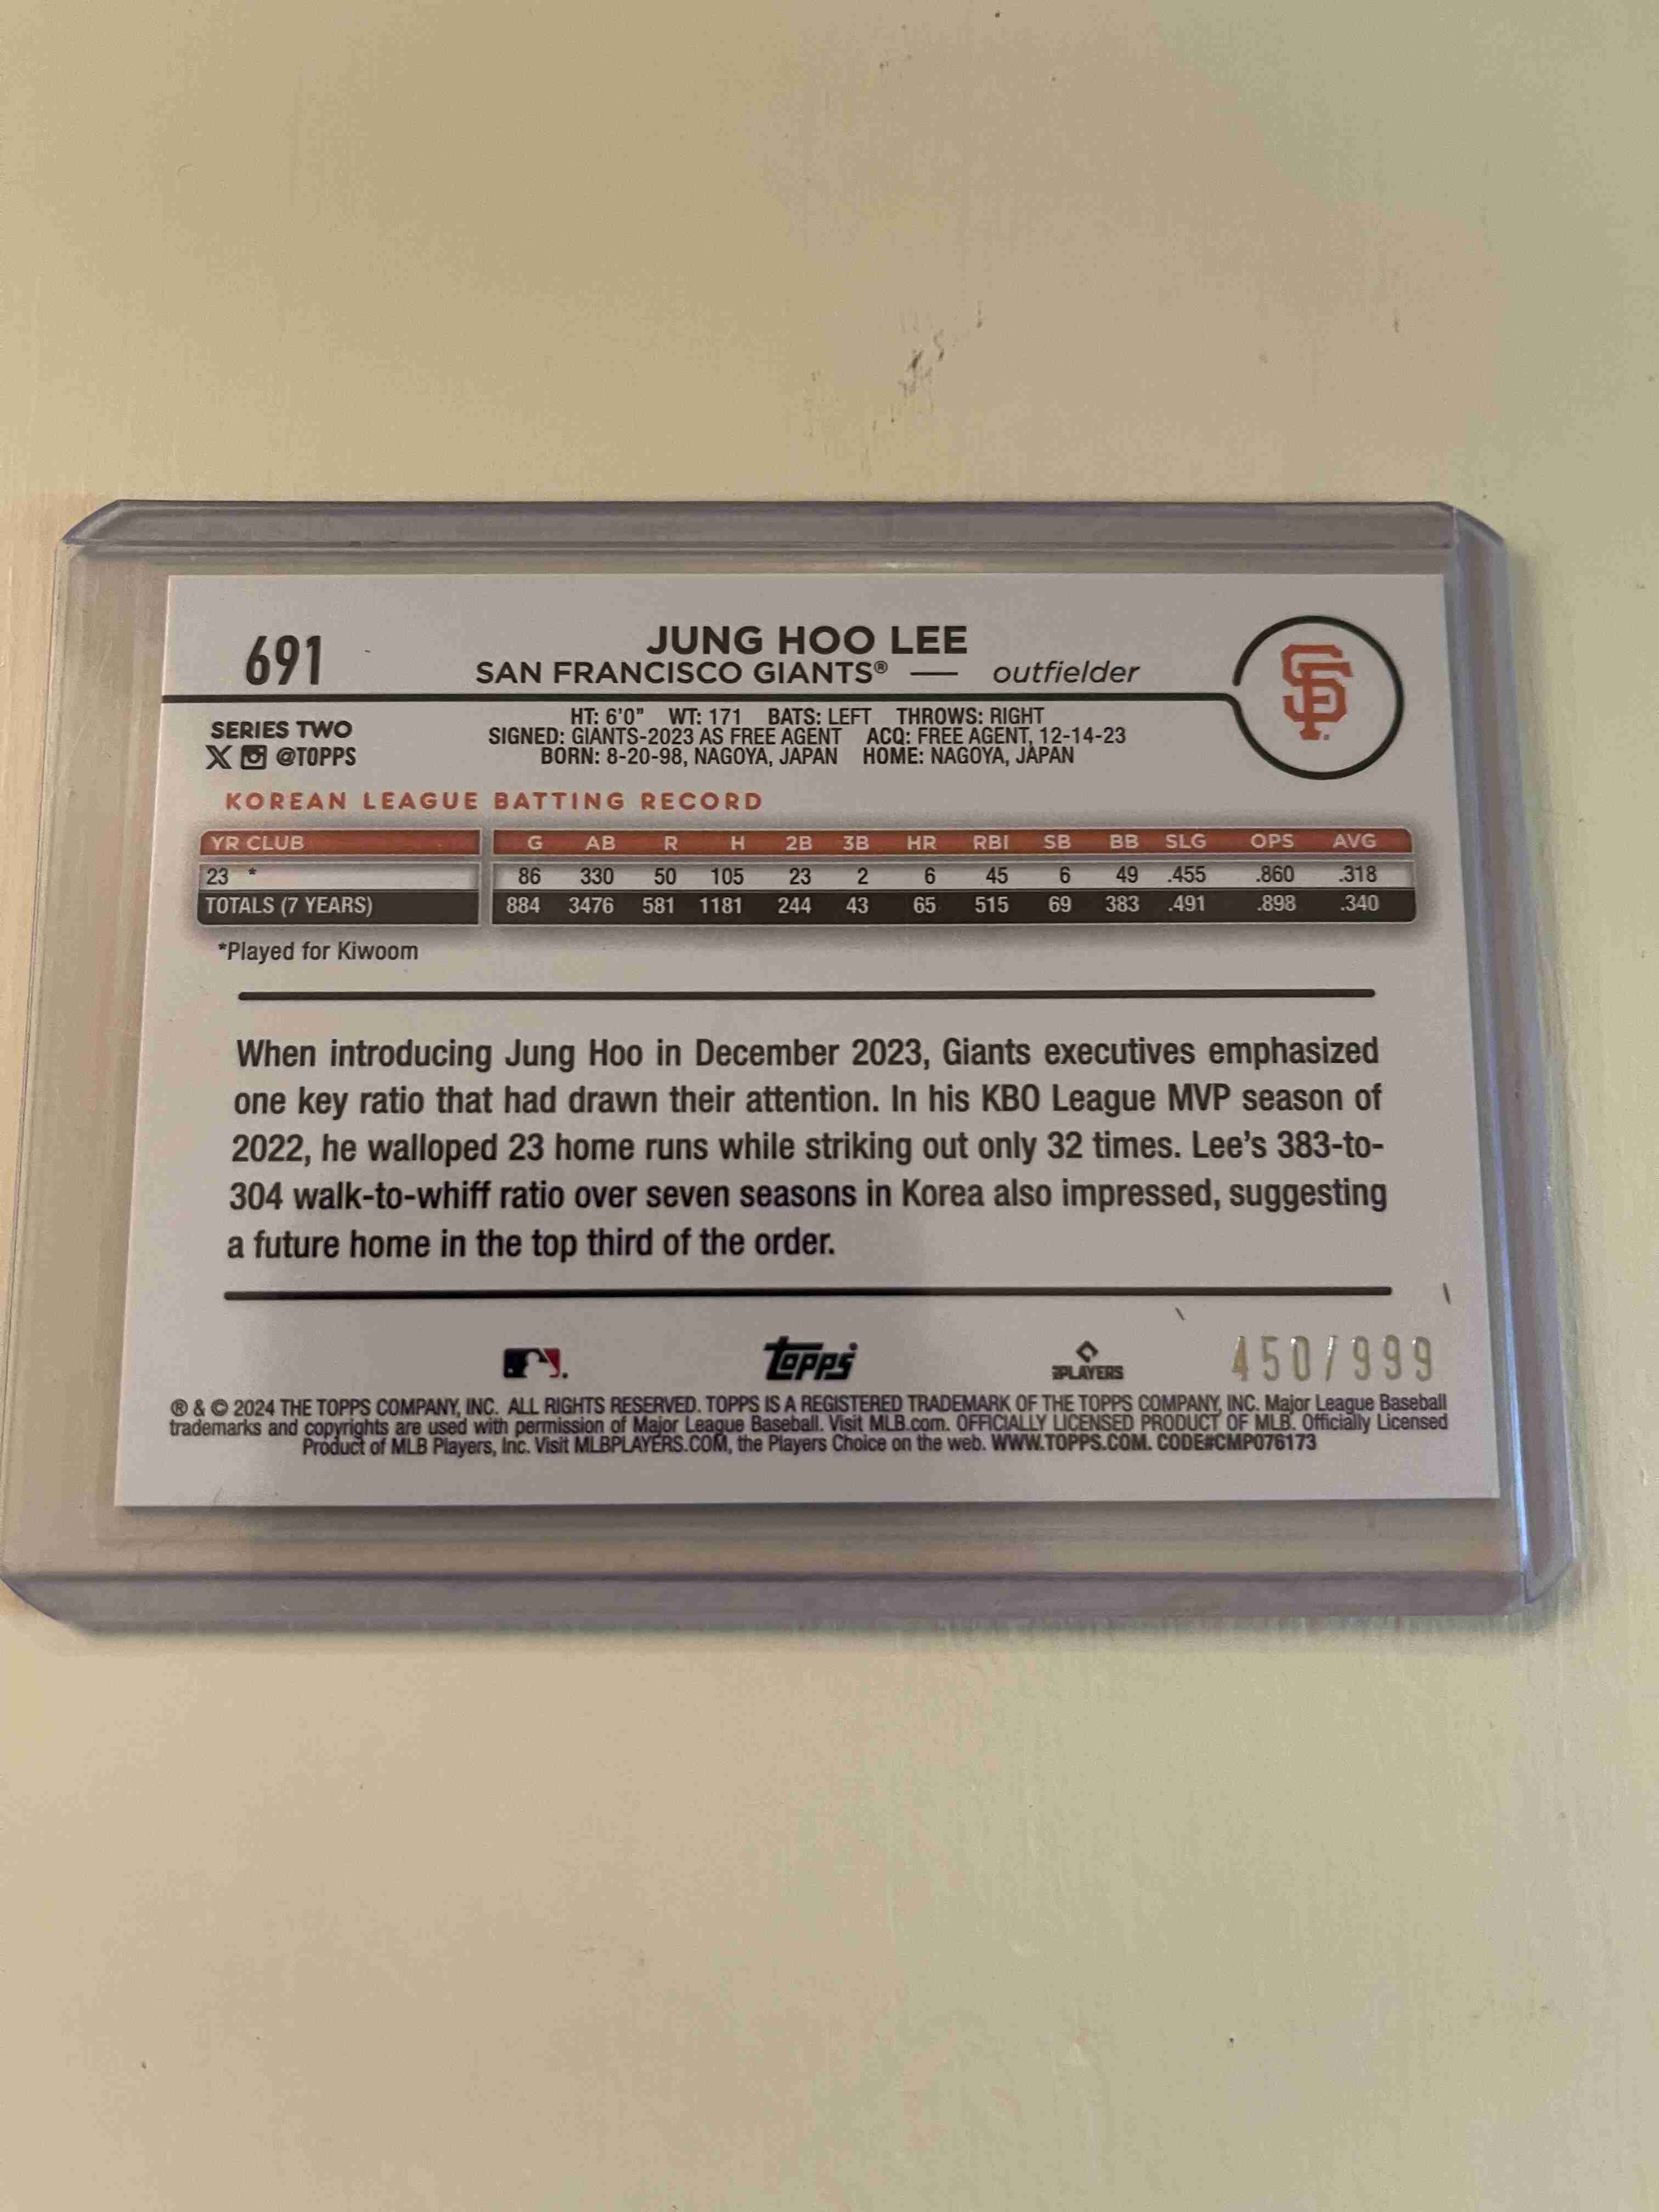 691
JUNG HOO LEE
SAN FRANCISCO GIANTS® — outfielder
SF
SERIES TWO
X @TOPPS
HT: 6'0" WT: 171 BATS: LEFT THROWS: RIGHT
SIGNED: GIANTS-2023 AS FREE AGENT ACQ: FREE AGENT, 12-14-23
BORN: 8-20-98, NAGOYA, JAPAN HOME: NAGOYA, JAPAN
KOREAN LEAGUE BATTING RECORD
YR CLUB G AB R H 2B 3B HR RBI SB BB SLG OPS AVG
23 * 86 330 50 105 23 2 6 45 6 49 .455 .860 .318
TOTALS (7 YEARS) 884 3476 581 1181 244 43 65 515 69 383 .491 .898 .340
*Played for Kiwoom
When introducing Jung Hoo in December 2023, Giants executives emphasized
one key ratio that had drawn their attention. In his KBO League MVP season of
2022, he walloped 23 home runs while striking out only 32 times. Lee's 383-to-
304 walk-to-whiff ratio over seven seasons in Korea also impressed, suggesting
a future home in the top third of the order.
Topps
PLAYERS
450/999
® & © 2024 THE TOPPS COMPANY, INC. ALL RIGHTS RESERVED. TOPPS IS A REGISTERED TRADEMARK OF THE TOPPS COMPANY, INC. Major League Baseball
trademarks and copyrights are used with permission of Major League Baseball. Visit MLB.com. OFFICIALLY LICENSED PRODUCT OF MLB. Officially Licensed
Product of MLB Players, Inc. Visit MLBPLAYERS.COM, the Players Choice on the web. WWW.TOPPS.COM. CODE#CMP076173